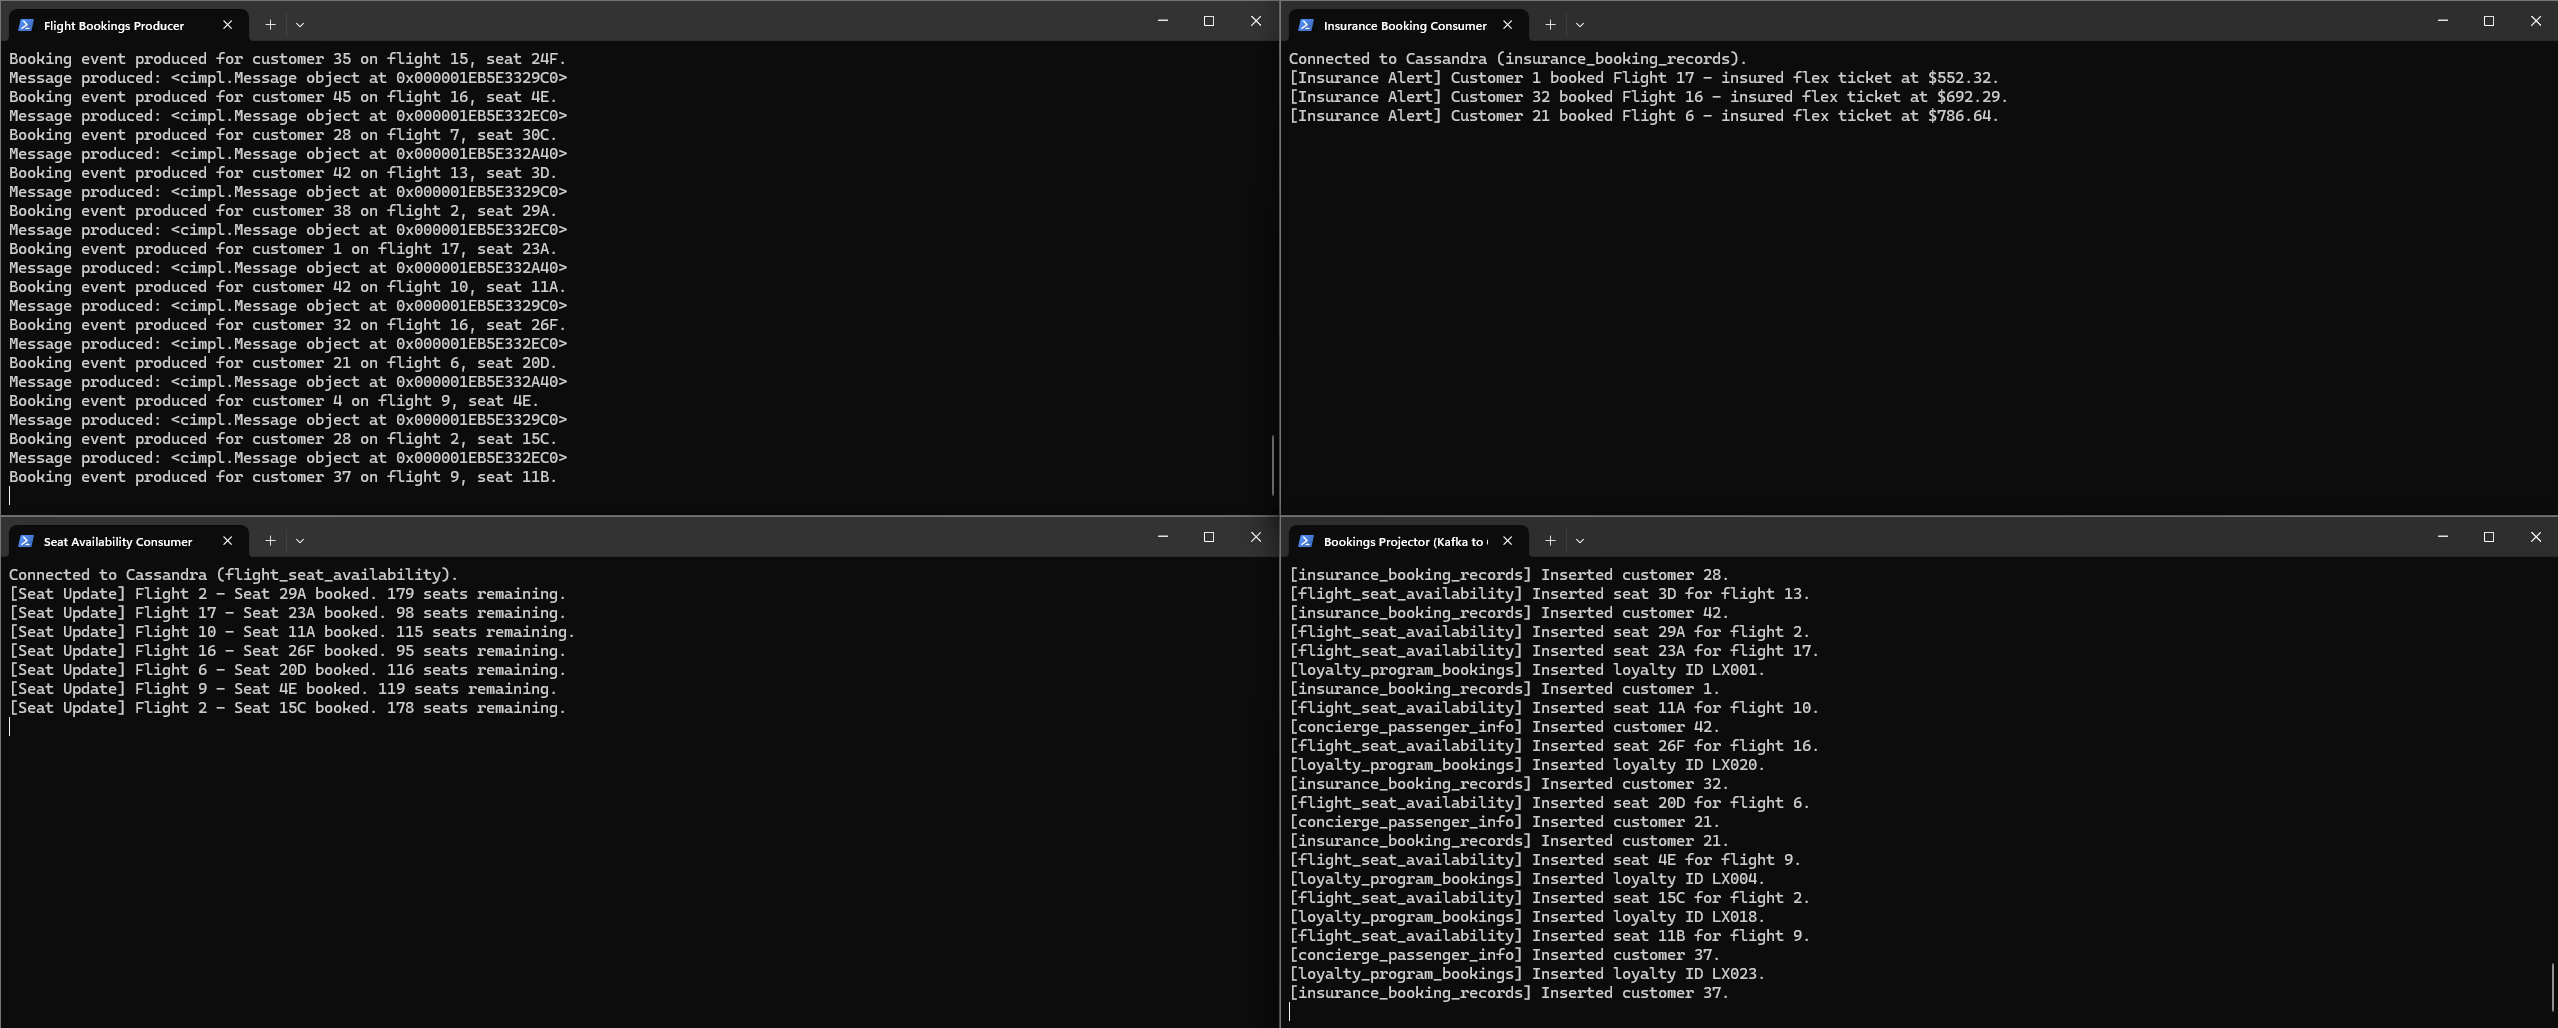 Flight Bookings Producer
Booking event produced for customer 35 on flight 15, seat 24F.
Message produced: <cimpl.Message object at 0x000001EB5E3329C0>
Booking event produced for customer 45 on flight 16, seat 4E.
Message produced: <cimpl.Message object at 0x000001EB5E332EC0>
Booking event produced for customer 28 on flight 7, seat 30C.
Message produced: <cimpl.Message object at 0x000001EB5E332A40>
Booking event produced for customer 42 on flight 13, seat 3D.
Message produced: <cimpl.Message object at 0x000001EB5E3329C0>
Booking event produced for customer 38 on flight 2, seat 29A.
Message produced: <cimpl.Message object at 0x000001EB5E332EC0>
Booking event produced for customer 1 on flight 17, seat 23A.
Message produced: <cimpl.Message object at 0x000001EB5E332A40>
Booking event produced for customer 42 on flight 10, seat 11A.
Message produced: <cimpl.Message object at 0x000001EB5E3329C0>
Booking event produced for customer 32 on flight 16, seat 26F.
Message produced: <cimpl.Message object at 0x000001EB5E332EC0>
Booking event produced for customer 21 on flight 6, seat 20D.
Message produced: <cimpl.Message object at 0x000001EB5E332A40>
Booking event produced for customer 4 on flight 9, seat 4E.
Message produced: <cimpl.Message object at 0x000001EB5E3329C0>
Booking event produced for customer 28 on flight 2, seat 15C.
Message produced: <cimpl.Message object at 0x000001EB5E332EC0>
Booking event produced for customer 37 on flight 9, seat 11B.
Insurance Booking Consumer
Connected to Cassandra (insurance_booking_records).
[Insurance Alert] Customer 1 booked Flight 17 – insured flex ticket at $552.32.
[Insurance Alert] Customer 32 booked Flight 16 – insured flex ticket at $692.29.
[Insurance Alert] Customer 21 booked Flight 6 – insured flex ticket at $786.64.
Seat Availability Consumer
Connected to Cassandra (flight_seat_availability).
[Seat Update] Flight 2 – Seat 29A booked. 179 seats remaining.
[Seat Update] Flight 17 – Seat 23A booked. 98 seats remaining.
[Seat Update] Flight 10 – Seat 11A booked. 115 seats remaining.
[Seat Update] Flight 16 – Seat 26F booked. 95 seats remaining.
[Seat Update] Flight 6 – Seat 20D booked. 116 seats remaining.
[Seat Update] Flight 9 – Seat 4E booked. 119 seats remaining.
[Seat Update] Flight 2 – Seat 15C booked. 178 seats remaining.
Bookings Projector (Kafka to
[insurance_booking_records] Inserted customer 28.
[flight_seat_availability] Inserted seat 3D for flight 13.
[insurance_booking_records] Inserted customer 42.
[flight_seat_availability] Inserted seat 29A for flight 2.
[flight_seat_availability] Inserted seat 23A for flight 17.
[loyalty_program_bookings] Inserted loyalty ID LX001.
[insurance_booking_records] Inserted customer 1.
[flight_seat_availability] Inserted seat 11A for flight 10.
[concierge_passenger_info] Inserted customer 42.
[flight_seat_availability] Inserted seat 26F for flight 16.
[loyalty_program_bookings] Inserted loyalty ID LX020.
[insurance_booking_records] Inserted customer 32.
[flight_seat_availability] Inserted seat 20D for flight 6.
[concierge_passenger_info] Inserted customer 21.
[insurance_booking_records] Inserted customer 21.
[flight_seat_availability] Inserted seat 4E for flight 9.
[loyalty_program_bookings] Inserted loyalty ID LX004.
[flight_seat_availability] Inserted seat 15C for flight 2.
[loyalty_program_bookings] Inserted loyalty ID LX018.
[flight_seat_availability] Inserted seat 11B for flight 9.
[concierge_passenger_info] Inserted customer 37.
[loyalty_program_bookings] Inserted loyalty ID LX023.
[insurance_booking_records] Inserted customer 37.